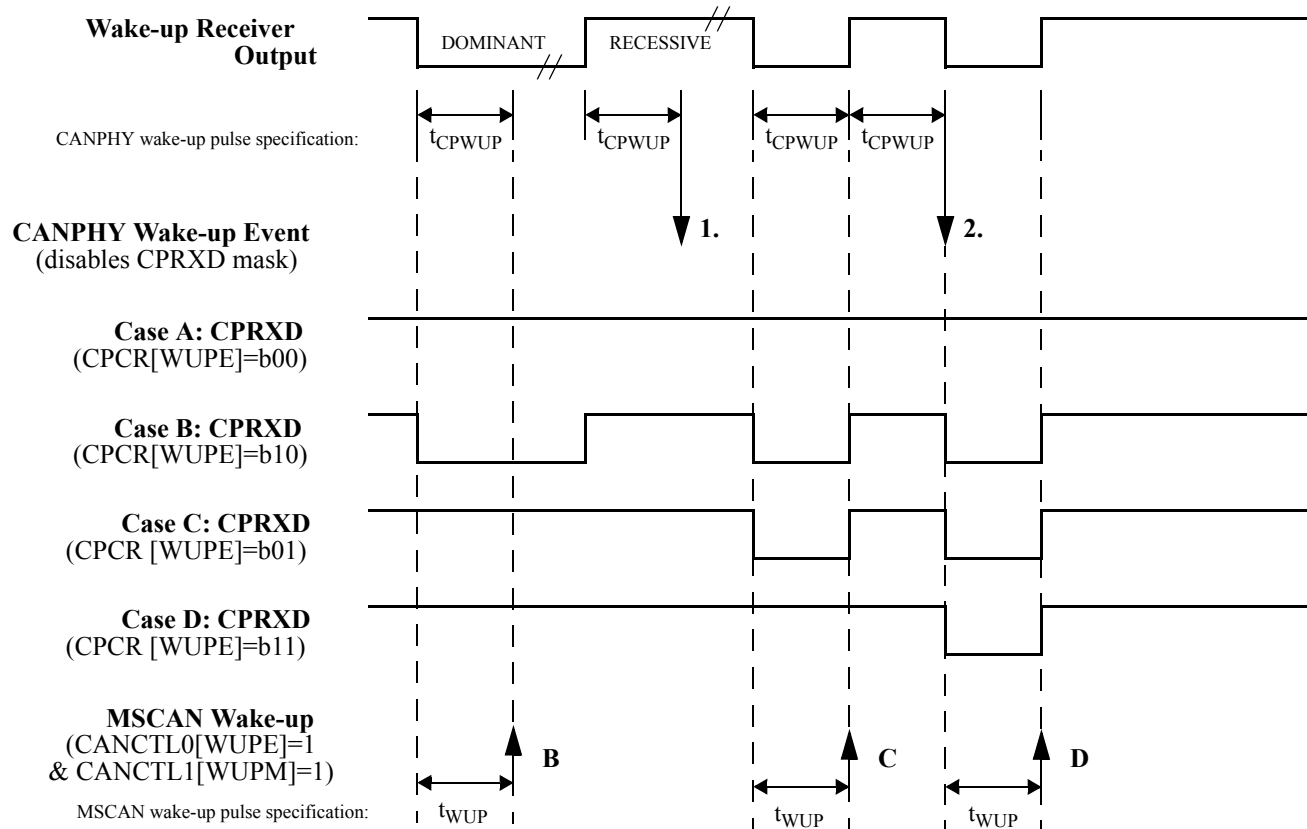 Wake-up Receiver
Output
DOMINANT
RECESSIVE
CANPHY wake-up pulse specification:
tCPWUP
tCPWUP
tCPWUP
tCPWUP
CANPHY Wake-up Event
(disables CPRXD mask)
1.
2.
Case A: CPRXD
(CPCR[WUPE]=b00)
Case B: CPRXD
(CPCR[WUPE]=b10)
Case C: CPRXD
(CPCR [WUPE]=b01)
Case D: CPRXD
(CPCR [WUPE]=b11)
MSCAN Wake-up
(CANCTL0[WUPE]=1
& CANCTL1[WUPM]=1)
B
C
D
MSCAN wake-up pulse specification:
tWUP
tWUP
tWUP